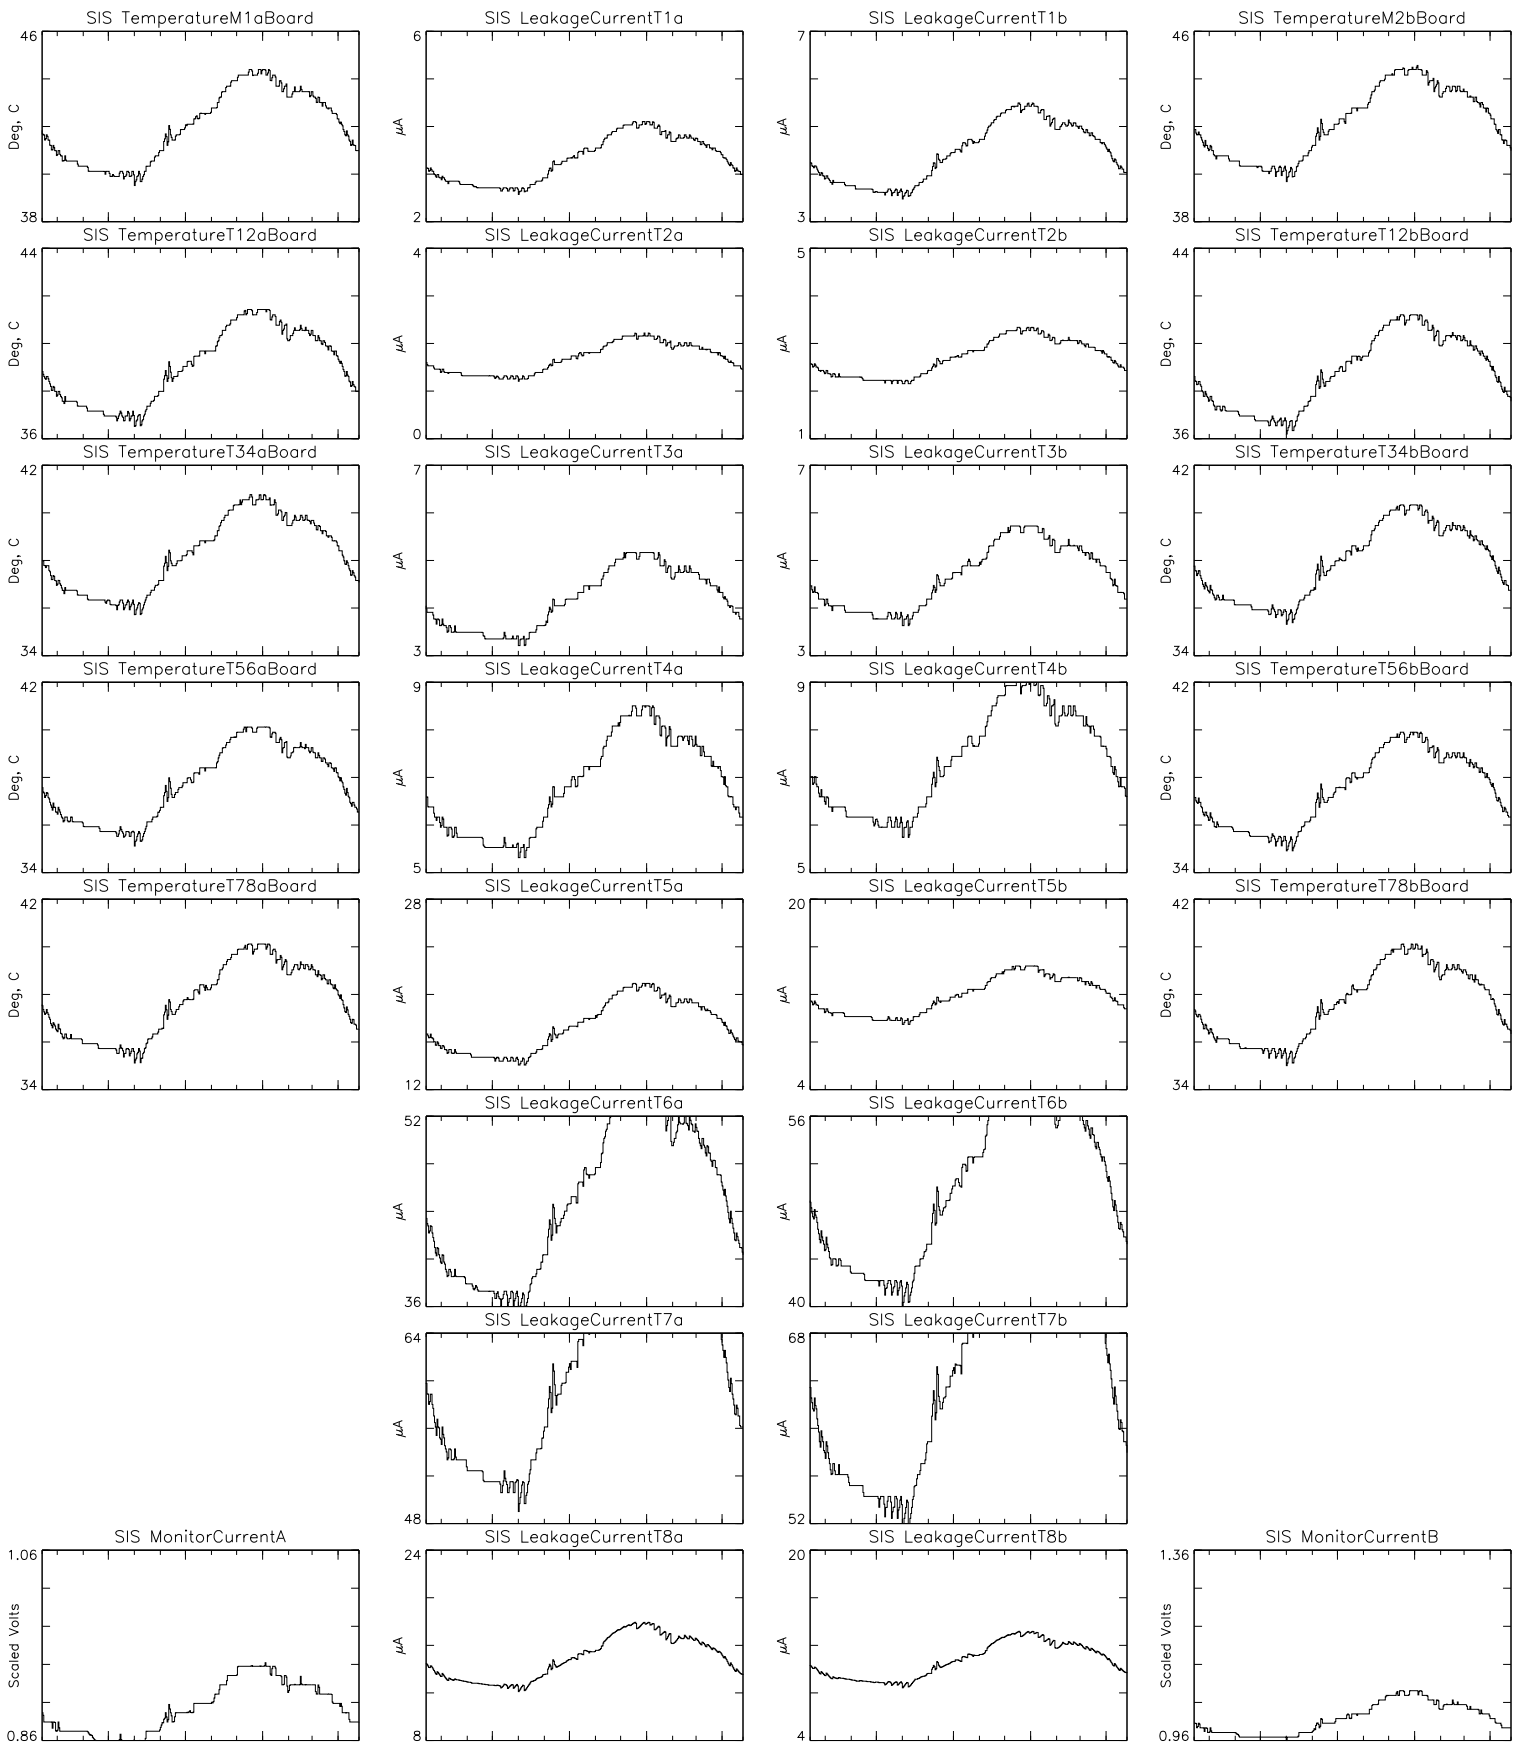 SIS TemperatureM1aBoard
46
Deg, C
38
SIS LeakageCurrentT1a
6
μA
2
SIS LeakageCurrentT1b
7
μA
3
SIS TemperatureM2bBoard
46
Deg, C
38
SIS TemperatureT12aBoard
44
Deg, C
36
SIS LeakageCurrentT2a
4
μA
0
SIS LeakageCurrentT2b
5
μA
1
SIS TemperatureT12bBoard
44
Deg, C
36
SIS TemperatureT34aBoard
42
Deg, C
34
SIS LeakageCurrentT3a
7
μA
3
SIS LeakageCurrentT3b
7
μA
3
SIS TemperatureT34bBoard
42
Deg, C
34
SIS TemperatureT56aBoard
42
Deg, C
34
SIS LeakageCurrentT4a
9
μA
5
SIS LeakageCurrentT4b
9
μA
5
SIS TemperatureT56bBoard
42
Deg, C
34
SIS TemperatureT78aBoard
42
Deg, C
34
SIS LeakageCurrentT5a
28
μA
12
SIS LeakageCurrentT5b
20
μA
4
SIS TemperatureT78bBoard
42
Deg, C
34
SIS LeakageCurrentT6a
52
μA
36
SIS LeakageCurrentT6b
56
μA
40
SIS LeakageCurrentT7a
64
μA
48
SIS LeakageCurrentT7b
68
μA
52
SIS MonitorCurrentA
1.06
Scaled Volts
0.86
SIS LeakageCurrentT8a
24
μA
8
SIS LeakageCurrentT8b
20
μA
4
SIS MonitorCurrentB
1.36
Scaled Volts
0.96